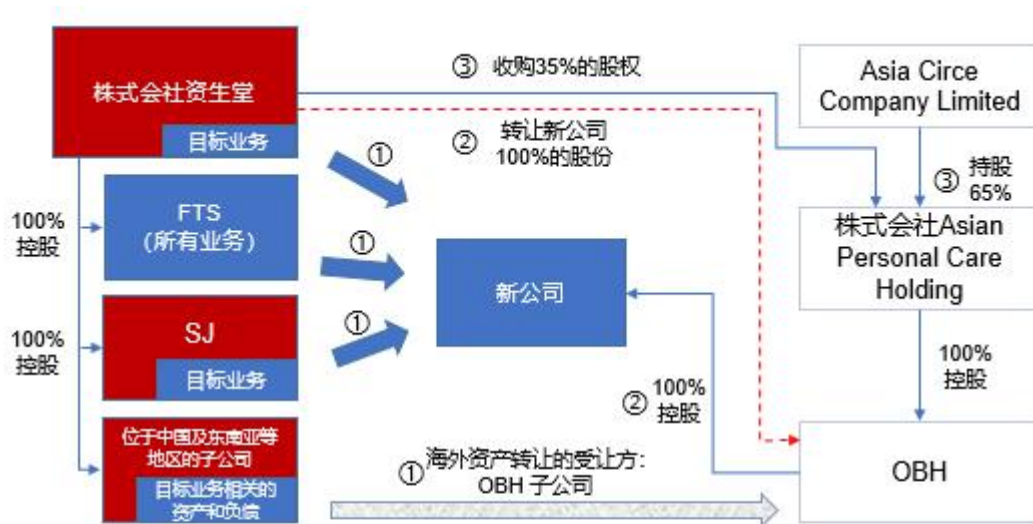 株式会社资生堂
目标业务
100%
控股
FTS
(所有业务)
100%
控股
SJ
目标业务
位于中国及东南亚等
地区的子公司
目标业务相关的
资产和负债
①
①
①
新公司
③ 收购35%的股权
② 转让新公司
100%的股份
② 100%
控股
① 海外资产转让的受让方：
OBH 子公司
Asia Circe
Company Limited
③ 持股
65%
株式会社Asian
Personal Care
Holding
100%
控股
OBH